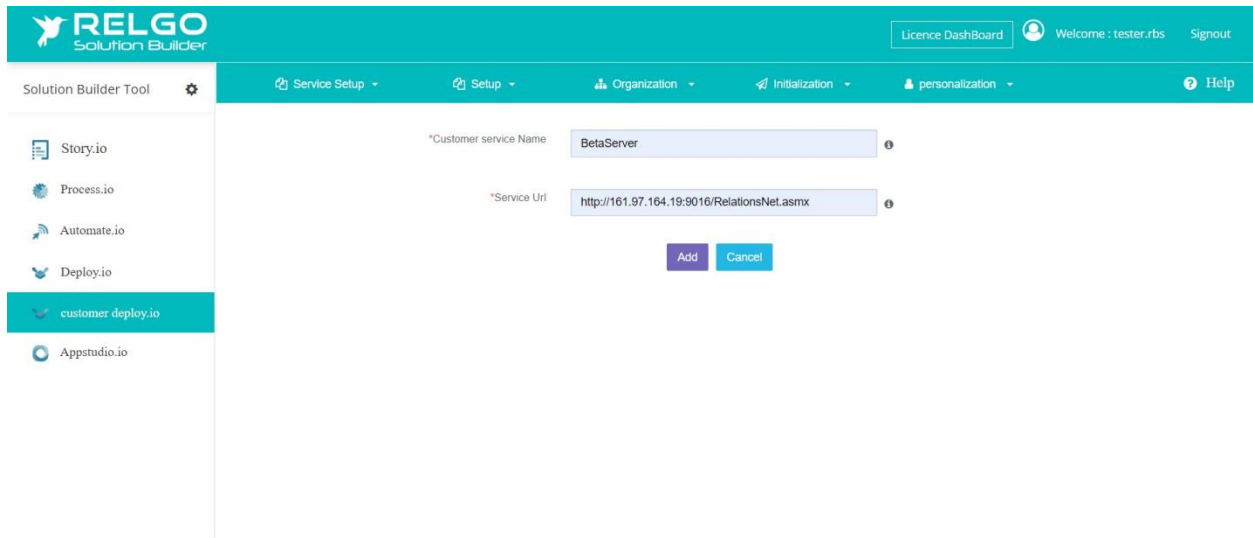 RELGO
Solution Builder
Licence DashBoard Welcome : tester.rbs Signout
Solution Builder Tool
Service Setup Setup Organization Initialization personalization Help
Story.io
Process.io
Automate.io
Deploy.io
customer deploy.io
Appstudio.io
*Customer service Name BetaServer
*Service Url http://161.97.164.19:9016/RelationsNet.asmx
Add Cancel